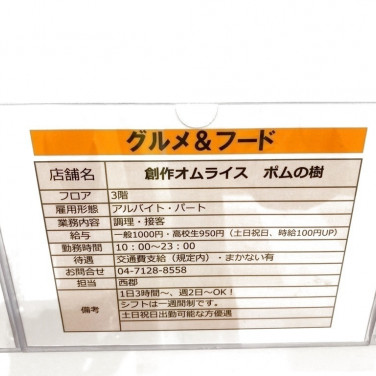 グルメ＆フード
店舗名 創作オムライス ポムの樹
フロア 3階
雇用形態 アルバイト・パート
業務内容 調理・接客
給与 一般1000円・高校生950円（土日祝日、時給100円UP）
勤務時間 10：00～23：00
待遇 交通費支給（規定内）・まかない有
お問合せ 04-7128-8558
担当 西郡
備考 1日3時間～、週2日～OK！
シフトは一週間制です。
土日祝日出勤可能な方優遇